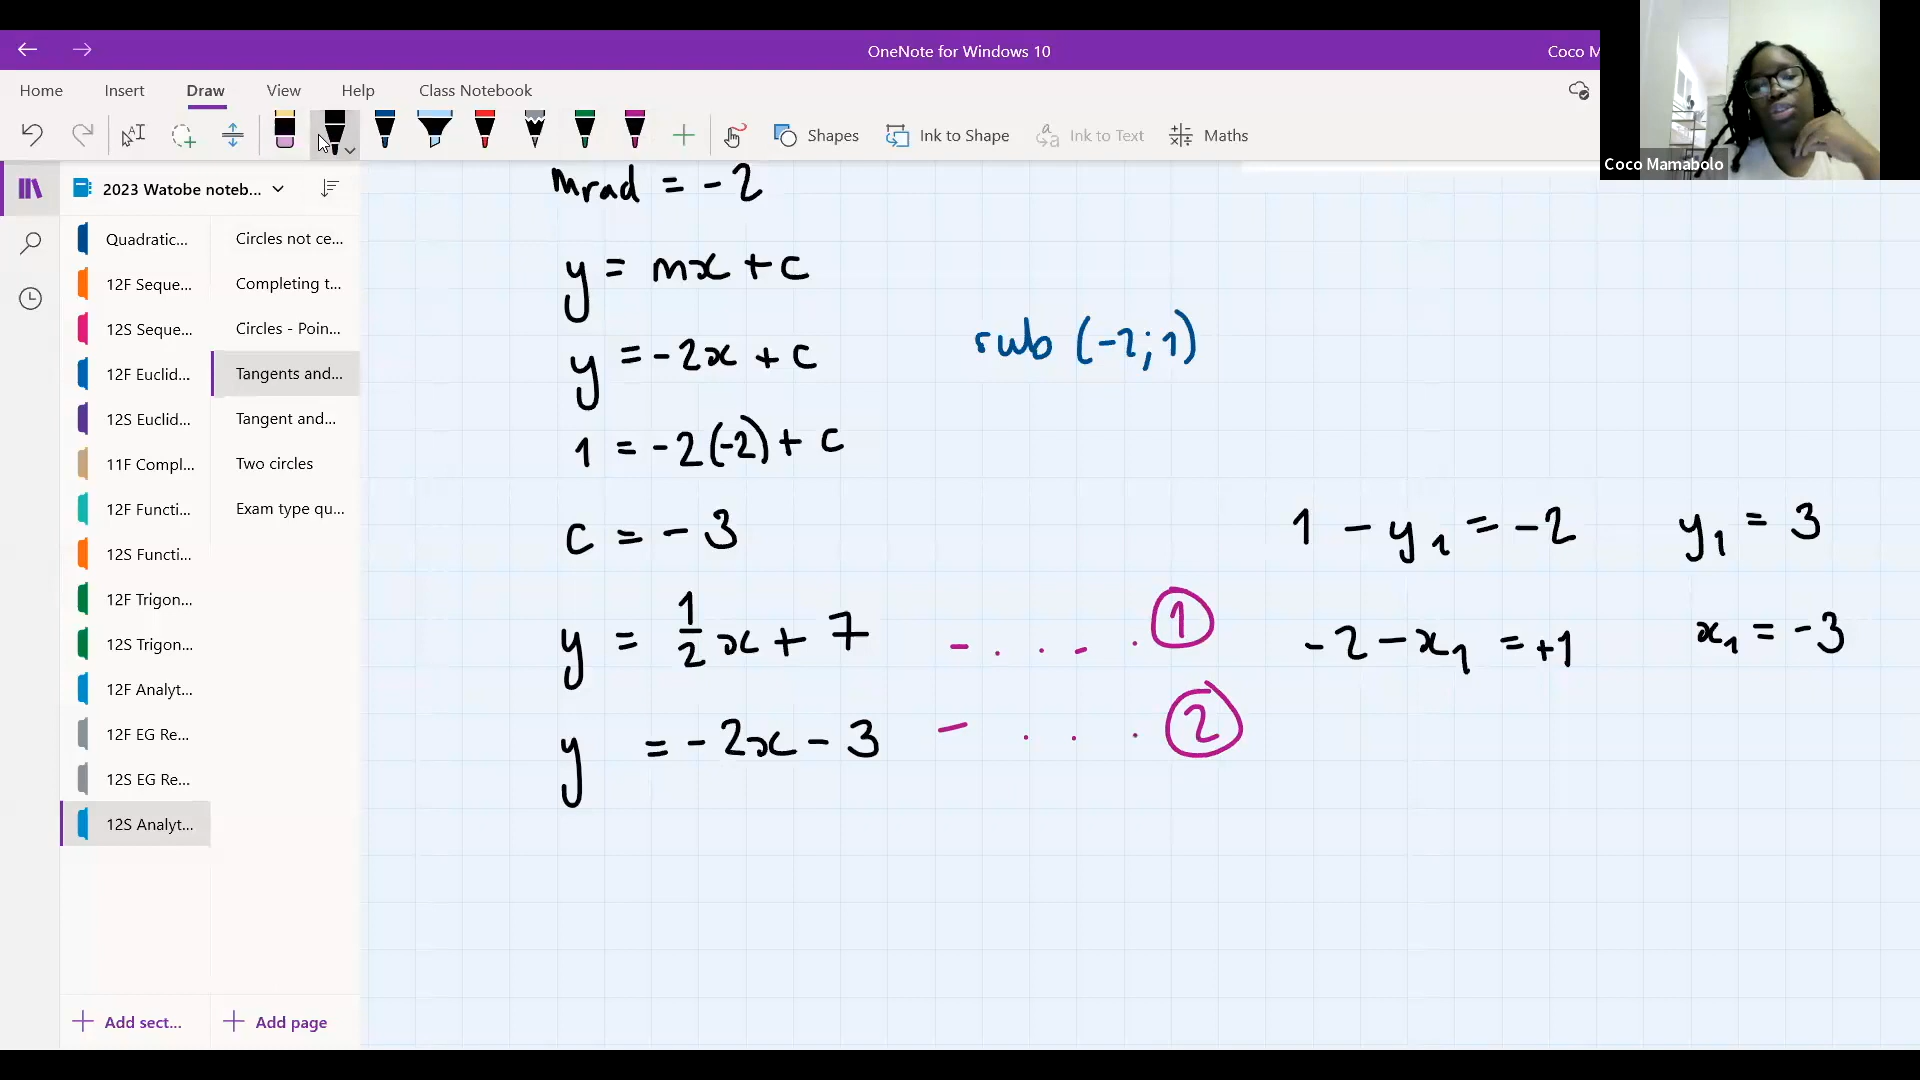 OneNote for Windows 10
Coco M
Home Insert Draw View Help Class Notebook
Shapes Ink to Shape Ink to Text Maths
Coco Mamabolo
2023 Watobe noteb...
Quadratic...
12F Seque...
12S Seque...
12F Euclid...
12S Euclid...
11F Compl...
12F Functi...
12S Functi...
12F Trigon...
12S Trigon...
12F Analyt...
12F EG Re...
12S EG Re...
12S Analyt...
Add sect...
Circles not ce...
Completing t...
Circles - Poin...
Tangents and...
Tangent and...
Two circles
Exam type qu...
Add page
mrad = -2
y = mx + c
y = -2x + c
sub (-2;1)
1 = -2(-2) + c
c = -3
y = 1/2 x + 7 - . . - . 1
y = -2x - 3 - . . . 2
1 - y₁ = -2 y₁ = 3
-2 - x₁ = +1 x₁ = -3